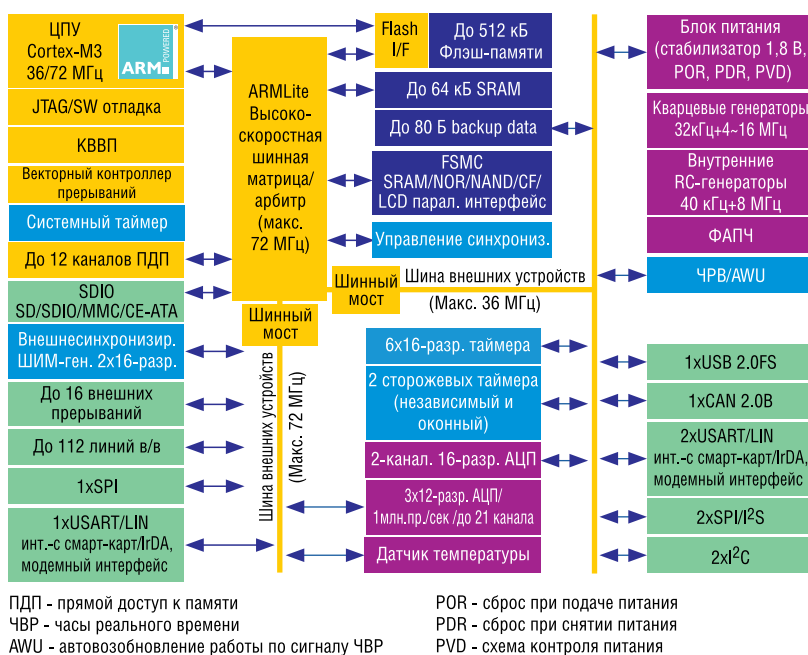 ЦПУ
Cortex-M3
36/72 МГц
ARM
POWERED
JTAG/SW отладка
КВВП
Векторный контроллер
прерываний
Системный таймер
До 12 каналов ПДП
SDIO
SD/SDIO/MMC/CE-ATA
Внешнесинхронизир.
ШИМ-ген. 2х16-разр.
До 16 внешних
прерываний
До 112 линий в/в
1xSPI
1xUSART/LIN
инт.-с смарт-карт/IrDA,
модемный интерфейс
ARMLite
Высоко-
скоростная
шинная
матрица/
арбитр
(макс.
72 МГц)
Шинный
мост
Шинный
мост
Шина внешних устройств
(Макс. 36 МГц)
Шина внешних устройств
(Макс. 72 МГц)
Flash
I/F
До 512 кБ
Флэш-памяти
До 64 кБ SRAM
До 80 Б backup data
FSMC
SRAM/NOR/NAND/CF/
LCD парал. интерфейс
Управление синхрониз.
6х16-разр. таймера
2 сторожевых таймера
(независимый и
оконный)
2-канал. 16-разр. АЦП
3х12-разр. АЦП/
1млн.пр./сек /до 21 канала
Датчик температуры
Блок питания
(стабилизатор 1,8 В,
POR, PDR, PVD)
Кварцевые генераторы
32кГц+4~16 МГц
Внутренние
RC-генераторы
40 кГц+8 МГц
ФАПЧ
ЧРВ/AWU
1xUSB 2.0FS
1xCAN 2.0B
2xUSART/LIN
инт.-с смарт-карт/IrDA,
модемный интерфейс
2xSPI/I²S
2xI²C
ПДП - прямой доступ к памяти
ЧВР - часы реального времени
AWU - автовозобновление работы по сигналу ЧВР
POR - сброс при подаче питания
PDR - сброс при снятии питания
PVD - схема контроля питания